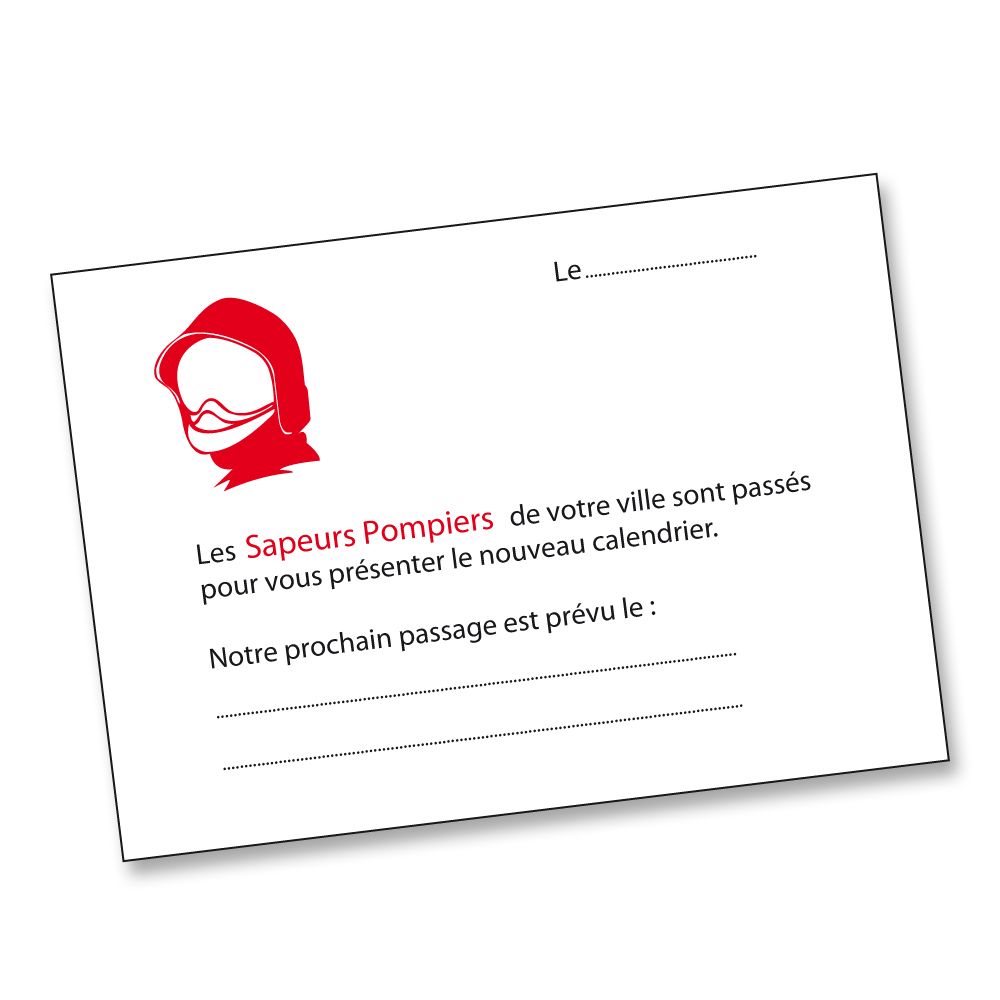 Le........................................
Les Sapeurs Pompiers de votre ville sont passés
pour vous présenter le nouveau calendrier.
Notre prochain passage est prévu le :
................................................................................
................................................................................